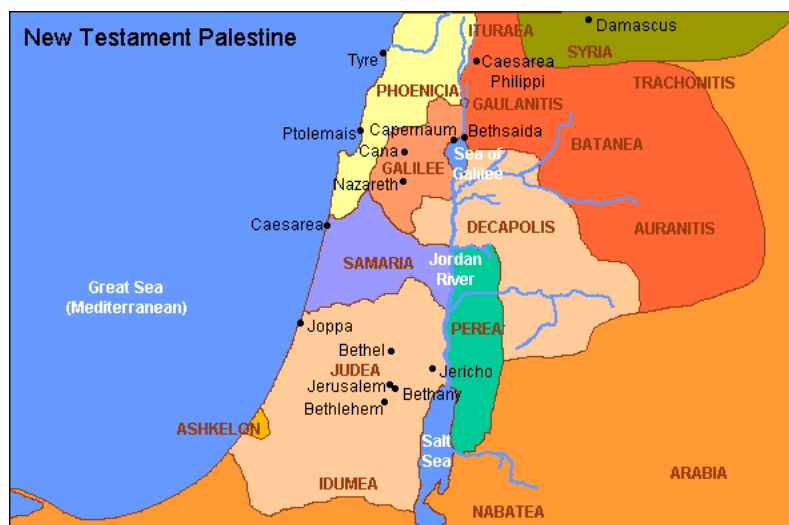 New Testament Palestine
Damascus
ITURAEA
SYRIA
Tyre
Caesarea
Philippi
TRACHONITIS
PHOENICIA
GAULANITIS
Ptolemais
Capernaum
Bethsaida
BATANEA
Cana
Sea of
Galilee
GALILEE
Nazareth
Caesarea
DECAPOLIS
AURANITIS
SAMARIA
Jordan
River
Great Sea
(Mediterranean)
Joppa
PEREA
Bethel
JUDEA
Jericho
Jerusalem
Bethany
Bethlehem
ASHKELON
Salt
Sea
ARABIA
IDUMEA
NABATEA